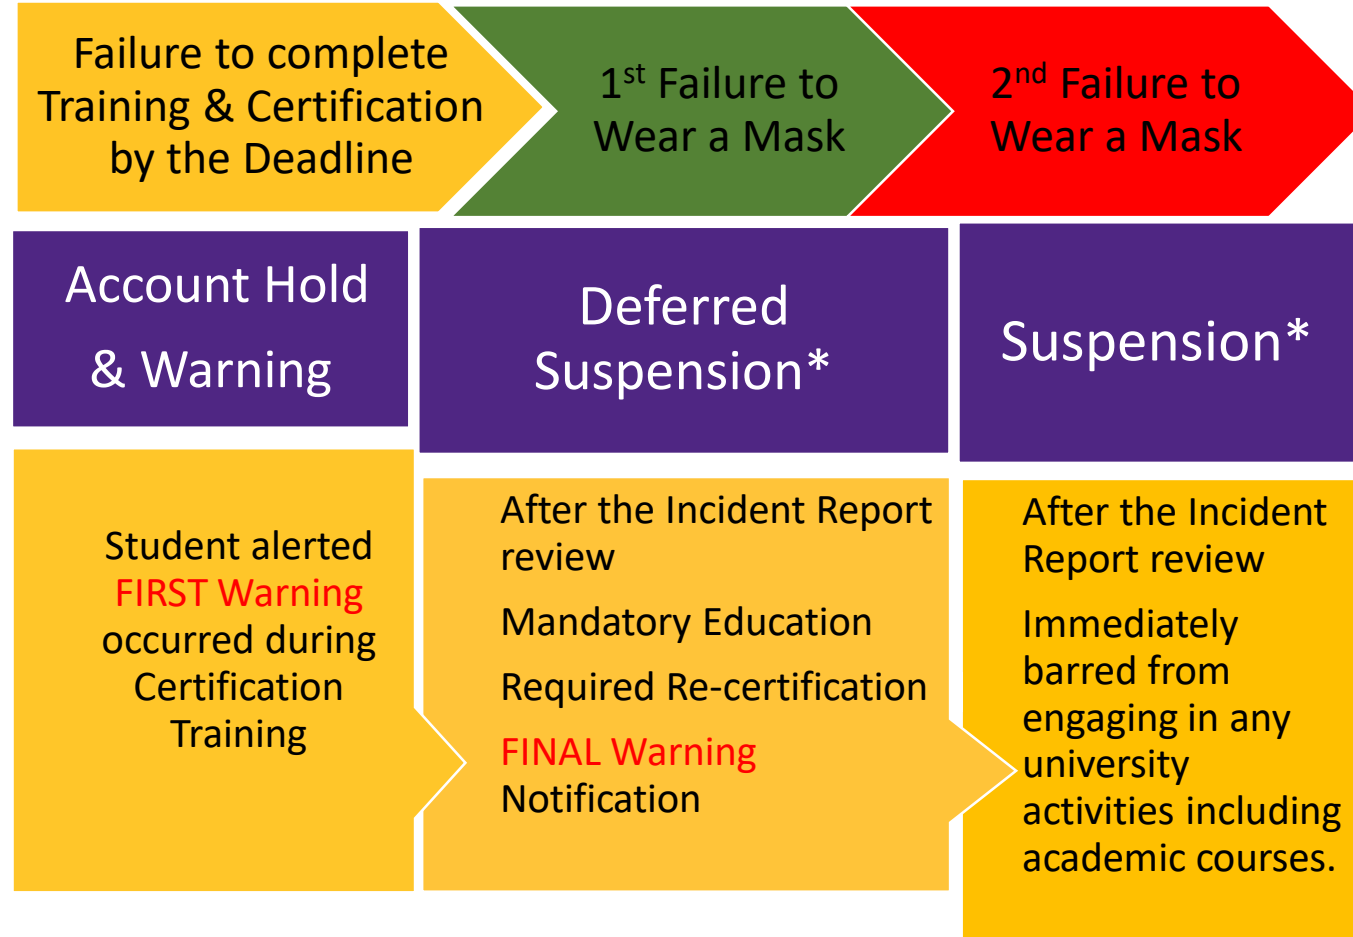 Failure to complete
Training & Certification
by the Deadline
1st Failure to
Wear a Mask
2nd Failure to
Wear a Mask
Account Hold
& Warning
Deferred
Suspension*
Suspension*
Student alerted
FIRST Warning
occurred during
Certification
Training
After the Incident Report
review
Mandatory Education
Required Re-certification
FINAL Warning
Notification
After the Incident
Report review
Immediately
barred from
engaging in any
university
activities including
academic courses.